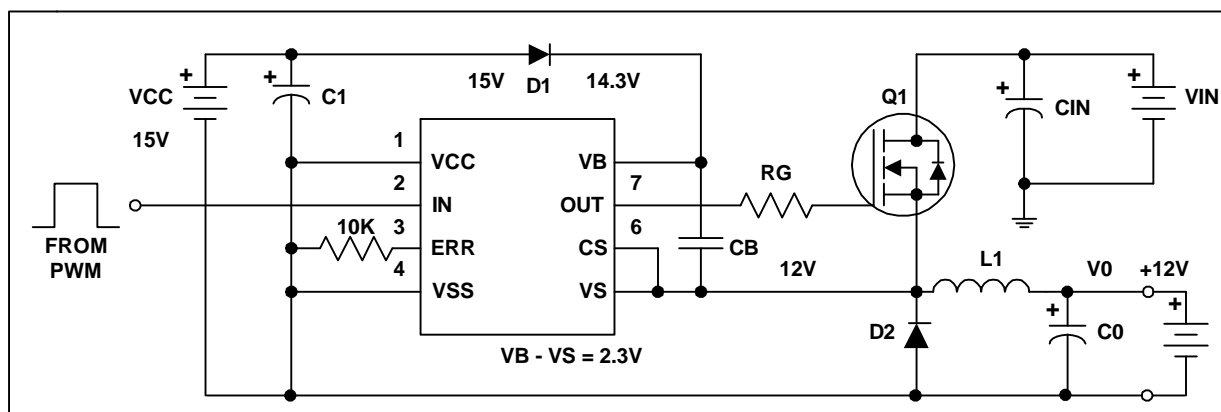 +
VCC
15V
+
C1
15V
D1
14.3V
Q1
+
CIN
+
VIN
1
VCC
2
IN
3
ERR
4
VSS
VB
7
OUT
6
CS
VS
10K
FROM
PWM
RG
CB
12V
L1
V0
+12V
+
+
C0
D2
VB - VS = 2.3V